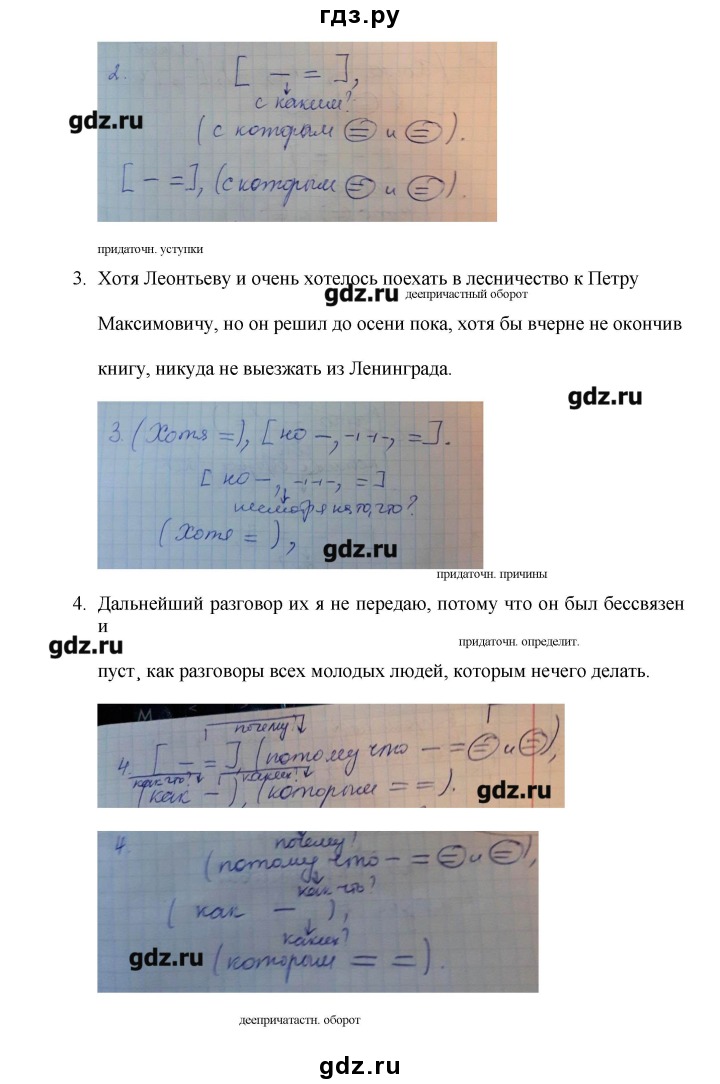 гдз.ру
2. [ — = ],
с каким?
(с которым = и =).
[ — = ], (с которым = и =).
gdz.ru
придаточн. уступки
3. Хотя Леонтьеву и очень хотелось поехать в лесничество к Петру
gdz.ru деепричастный оборот
Максимовичу, но он решил до осени пока, хотя бы вчерне не окончив
книгу, никуда не выезжать из Ленинграда.
gdz.ru
3. (Хотя =), [но —, -·-·-, =].
[но —, -·-·-, =]
несмотря на то, что?
(Хотя = ),
gdz.ru
придаточн. причины
4. Дальнейший разговор их я не передаю, потому что он был бессвязен
и
gdz.ru
придаточн. определит.
пуст¸ как разговоры всех молодых людей, которым нечего делать.
почему?
4. [ — = ], (потому что — = = и =),
как что? каких?
(как —), (которым = =).
gdz.ru
4. почему?
(потому что — = = и =),
как что?
( как — ),
каких?
(которым = =).
gdz.ru
деепричатастн. оборот
gdz.ru